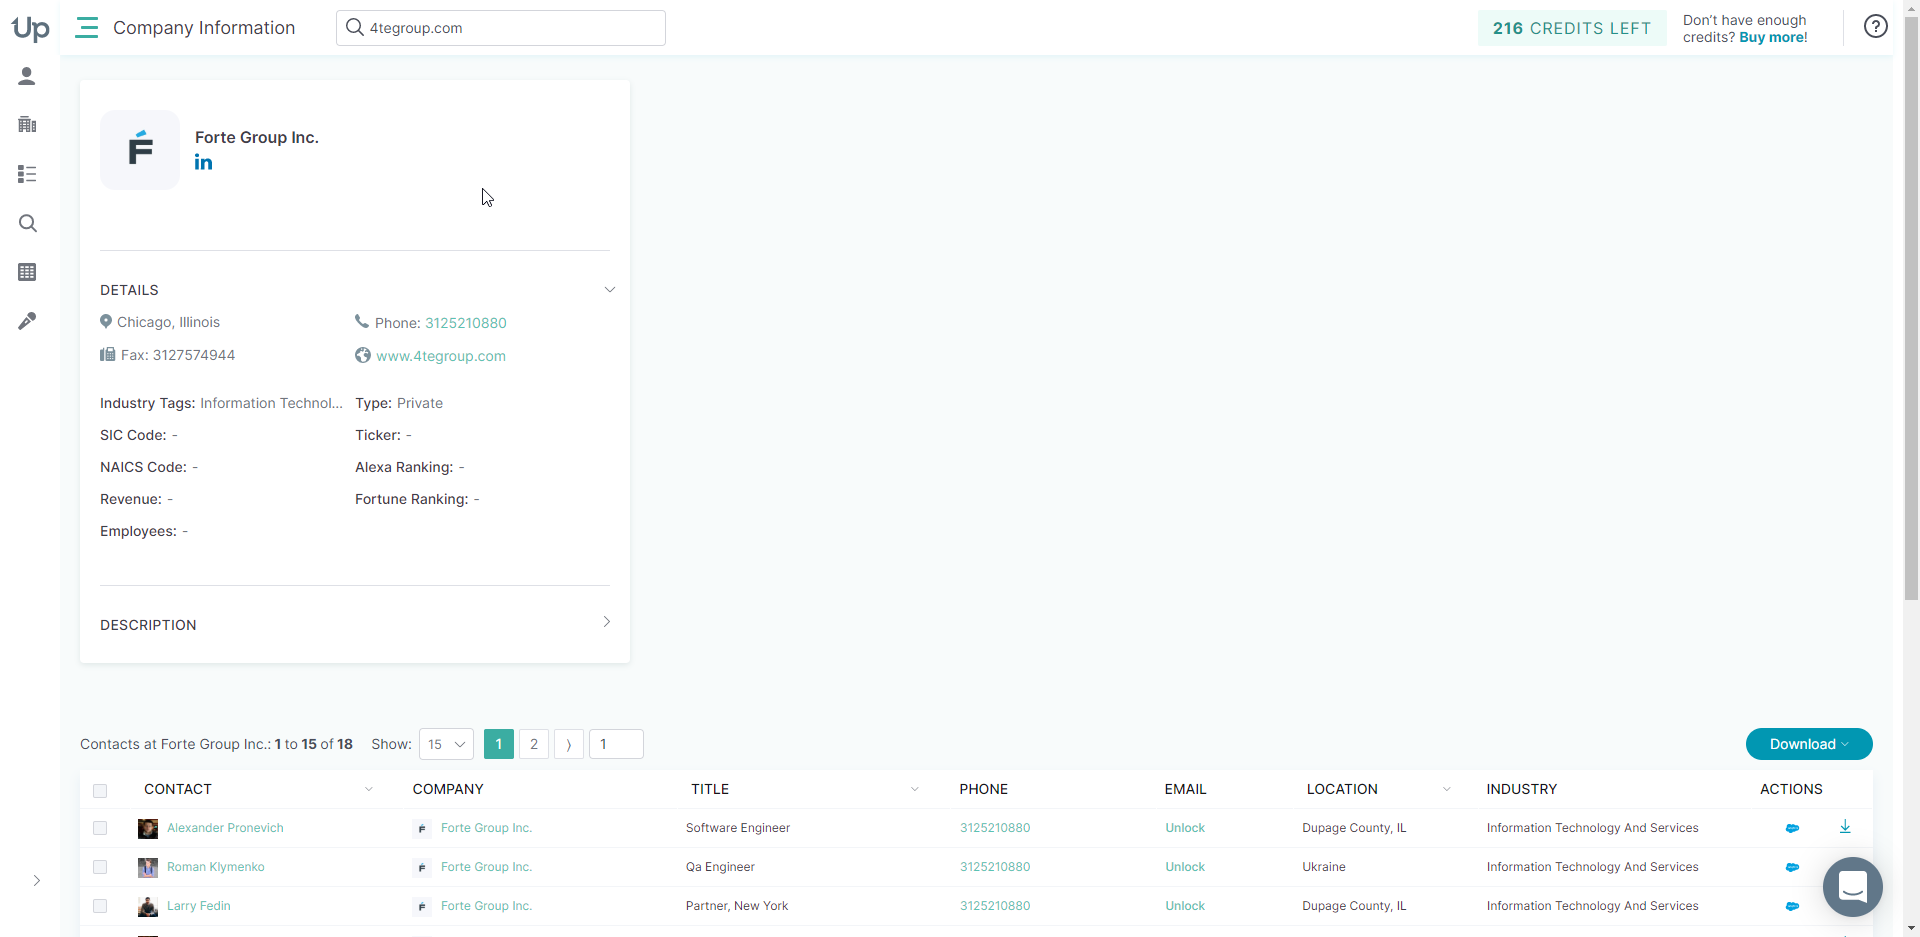 Up
Company Information
4tegroup.com
216 CREDITS LEFT
Don't have enough
credits? Buy more!
Forte Group Inc.
in
DETAILS
Chicago, Illinois
Phone: 3125210880
Fax: 3127574944
www.4tegroup.com
Industry Tags: Information Technol...
Type: Private
SIC Code: -
Ticker: -
NAICS Code: -
Alexa Ranking: -
Revenue: -
Fortune Ranking: -
Employees: -
DESCRIPTION
Contacts at Forte Group Inc.: 1 to 15 of 18 Show: 15 1 2 1 Download
CONTACT COMPANY TITLE PHONE EMAIL LOCATION INDUSTRY ACTIONS
Alexander Pronevich Forte Group Inc. Software Engineer 3125210880 Unlock Dupage County, IL Information Technology And Services
Roman Klymenko Forte Group Inc. Qa Engineer 3125210880 Unlock Ukraine Information Technology And Services
Larry Fedin Forte Group Inc. Partner, New York 3125210880 Unlock Dupage County, IL Information Technology And Services